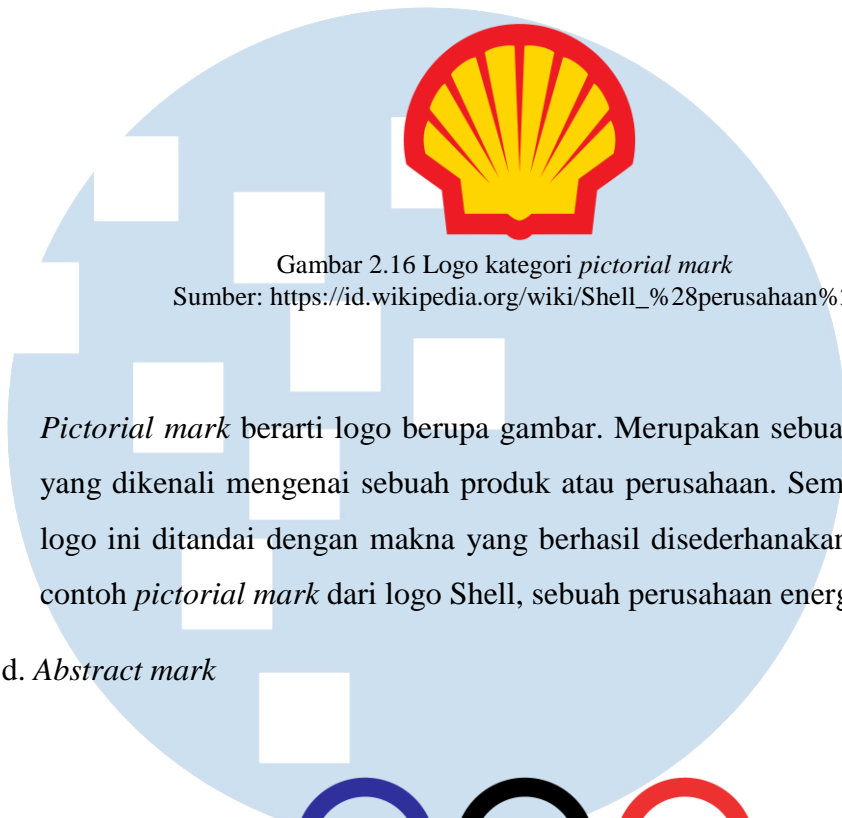 Gambar 2.16 Logo kategori pictorial mark
Sumber: https://id.wikipedia.org/wiki/Shell_%28perusahaan%
Pictorial mark berarti logo berupa gambar. Merupakan sebua
yang dikenali mengenai sebuah produk atau perusahaan. Sem
logo ini ditandai dengan makna yang berhasil disederhanakan
contoh pictorial mark dari logo Shell, sebuah perusahaan energ
d. Abstract mark